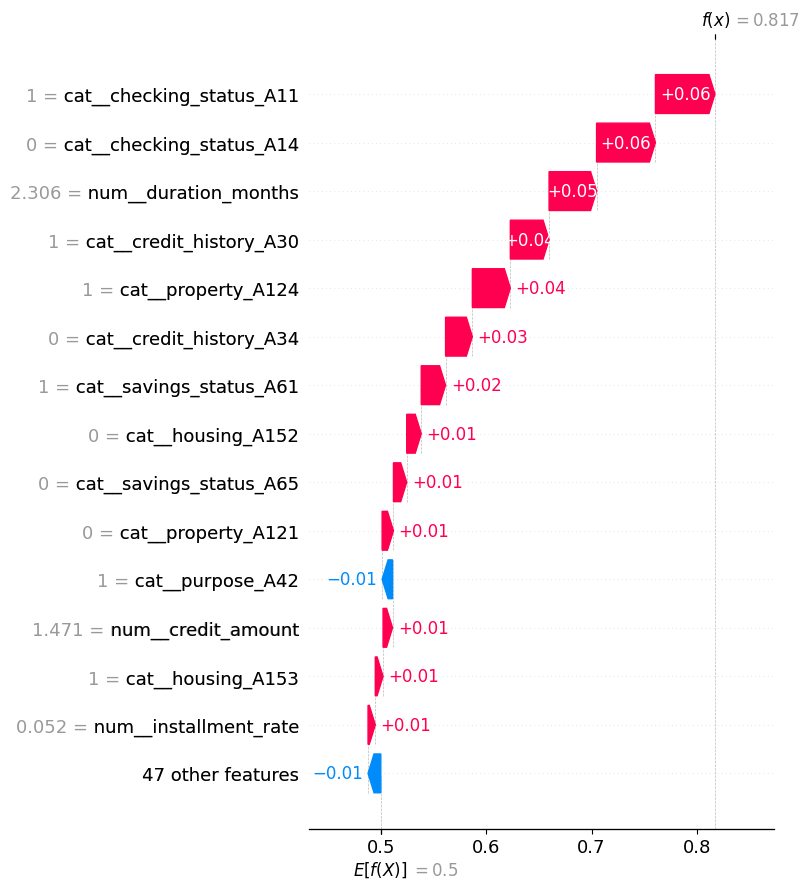 f(x) = 0.817
1 = cat__checking_status_A11
+0.06
0 = cat__checking_status_A14
+0.06
2.306 = num__duration_months
+0.05
1 = cat__credit_history_A30
+0.04
1 = cat__property_A124
+0.04
0 = cat__credit_history_A34
+0.03
1 = cat__savings_status_A61
+0.02
0 = cat__housing_A152
+0.01
0 = cat__savings_status_A65
+0.01
0 = cat__property_A121
+0.01
1 = cat__purpose_A42
−0.01
1.471 = num__credit_amount
+0.01
1 = cat__housing_A153
+0.01
0.052 = num__installment_rate
+0.01
47 other features
−0.01
0.5 0.6 0.7 0.8
E[f(X)] = 0.5